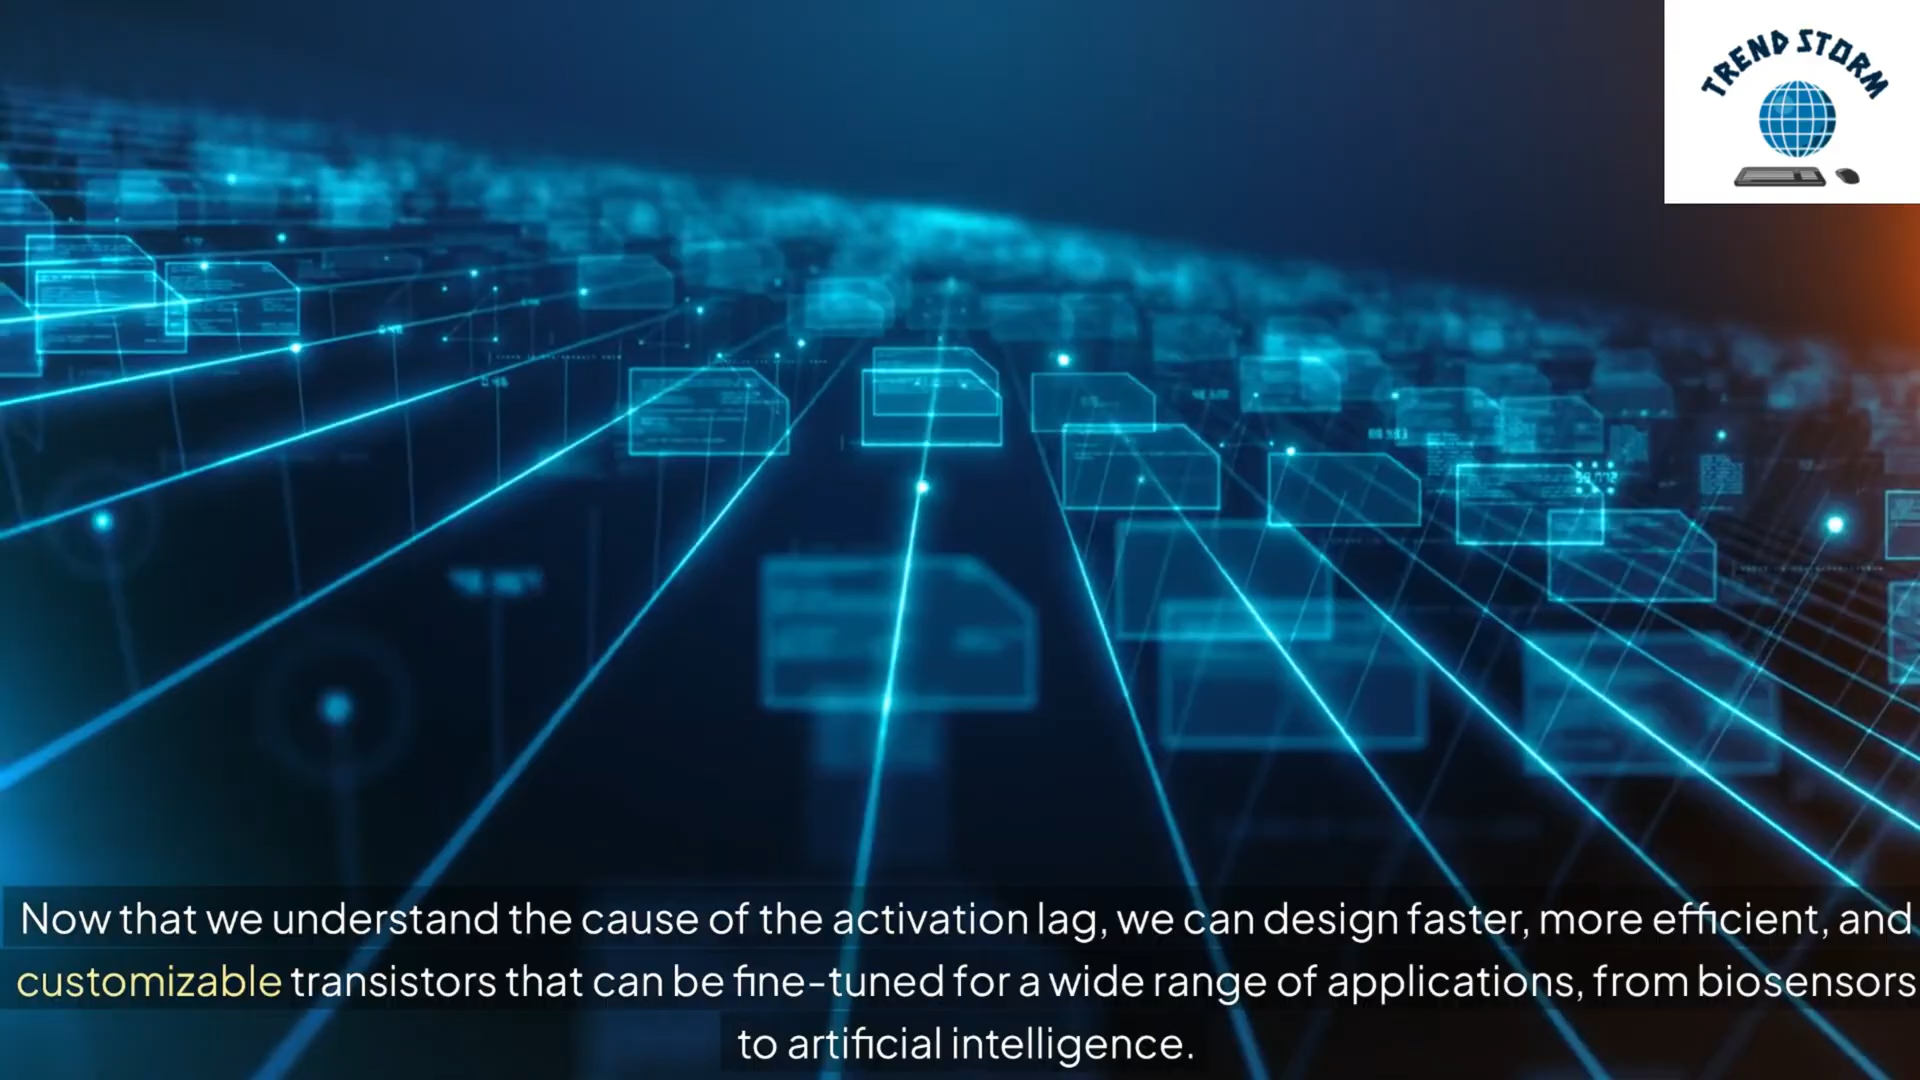 TREND STORM
Now that we understand the cause of the activation lag, we can design faster, more efficient, and
customizable transistors that can be fine-tuned for a wide range of applications, from biosensors
to artificial intelligence.